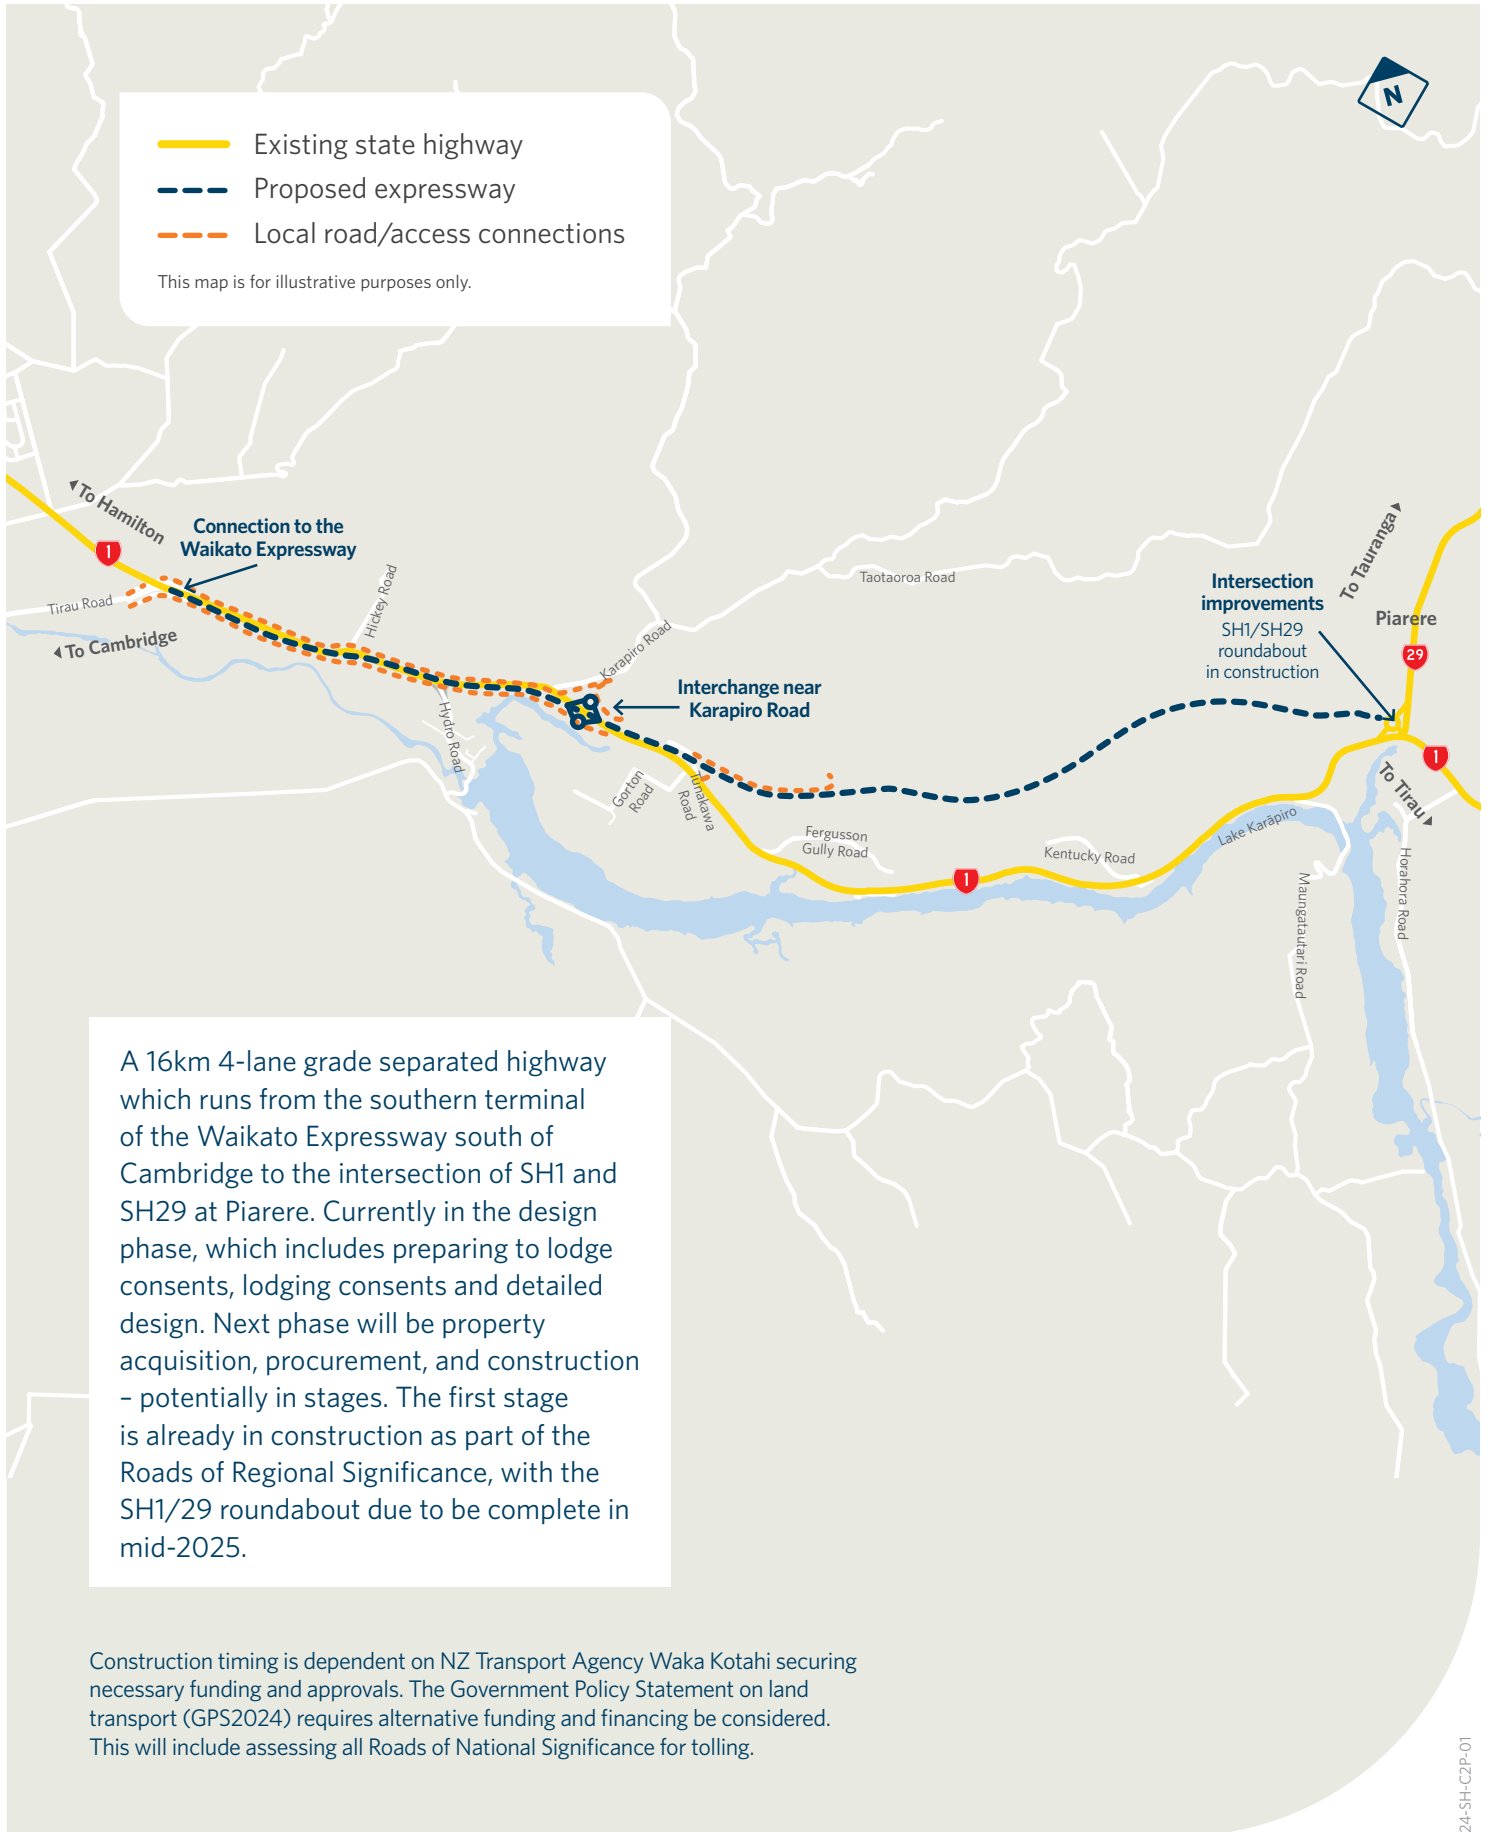 N
Existing state highway
Proposed expressway
Local road/access connections
This map is for illustrative purposes only.
To Hamilton
1
Connection to the
Waikato Expressway
Tirau Road
To Cambridge
Hickey Road
Hydro Road
Karapiro Road
Interchange near
Karapiro Road
Gorton
Road
Tunakawa
Road
Taotaoroa Road
Fergusson
Gully Road
Kentucky Road
1
Lake Karāpiro
To Tauranga
Intersection
improvements
SH1/SH29
roundabout
in construction
Piarere
29
1
To Tirau
Maungatautari Road
Horahora Road
A 16km 4-lane grade separated highway
which runs from the southern terminal
of the Waikato Expressway south of
Cambridge to the intersection of SH1 and
SH29 at Piarere. Currently in the design
phase, which includes preparing to lodge
consents, lodging consents and detailed
design. Next phase will be property
acquisition, procurement, and construction
– potentially in stages. The first stage
is already in construction as part of the
Roads of Regional Significance, with the
SH1/29 roundabout due to be complete in
mid-2025.
Construction timing is dependent on NZ Transport Agency Waka Kotahi securing
necessary funding and approvals. The Government Policy Statement on land
transport (GPS2024) requires alternative funding and financing be considered.
This will include assessing all Roads of National Significance for tolling.
24-SH-C2P-01